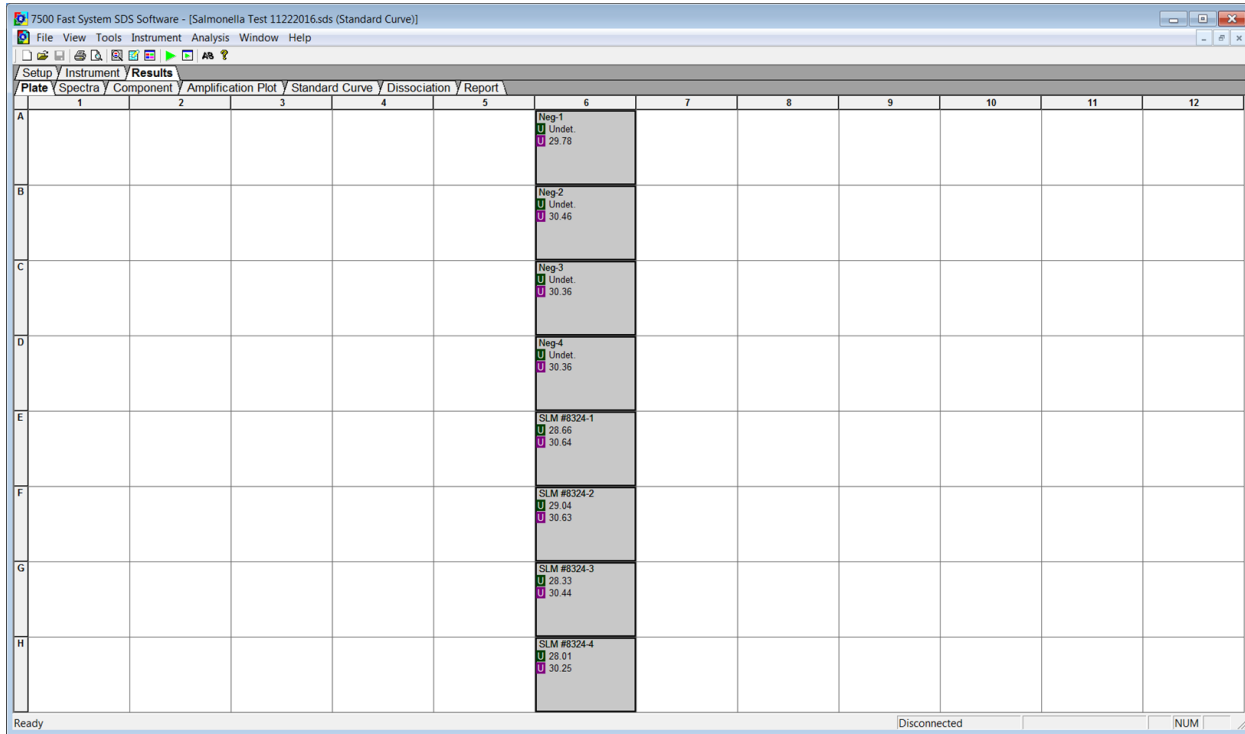 7500 Fast System SDS Software - [Salmonella Test 11222016.sds (Standard Curve)]
File View Tools Instrument Analysis Window Help
Setup Instrument Results
Plate Spectra Component Amplification Plot Standard Curve Dissociation Report
1 2 3 4 5 6 7 8 9 10 11 12
A
Neg-1
U Undet.
U 29.78
B
Neg-2
U Undet.
U 30.46
C
Neg-3
U Undet.
U 30.36
D
Neg-4
U Undet.
U 30.36
E
SLM #8324-1
U 28.66
U 30.64
F
SLM #8324-2
U 29.04
U 30.63
G
SLM #8324-3
U 28.33
U 30.44
H
SLM #8324-4
U 28.01
U 30.25
Ready Disconnected NUM